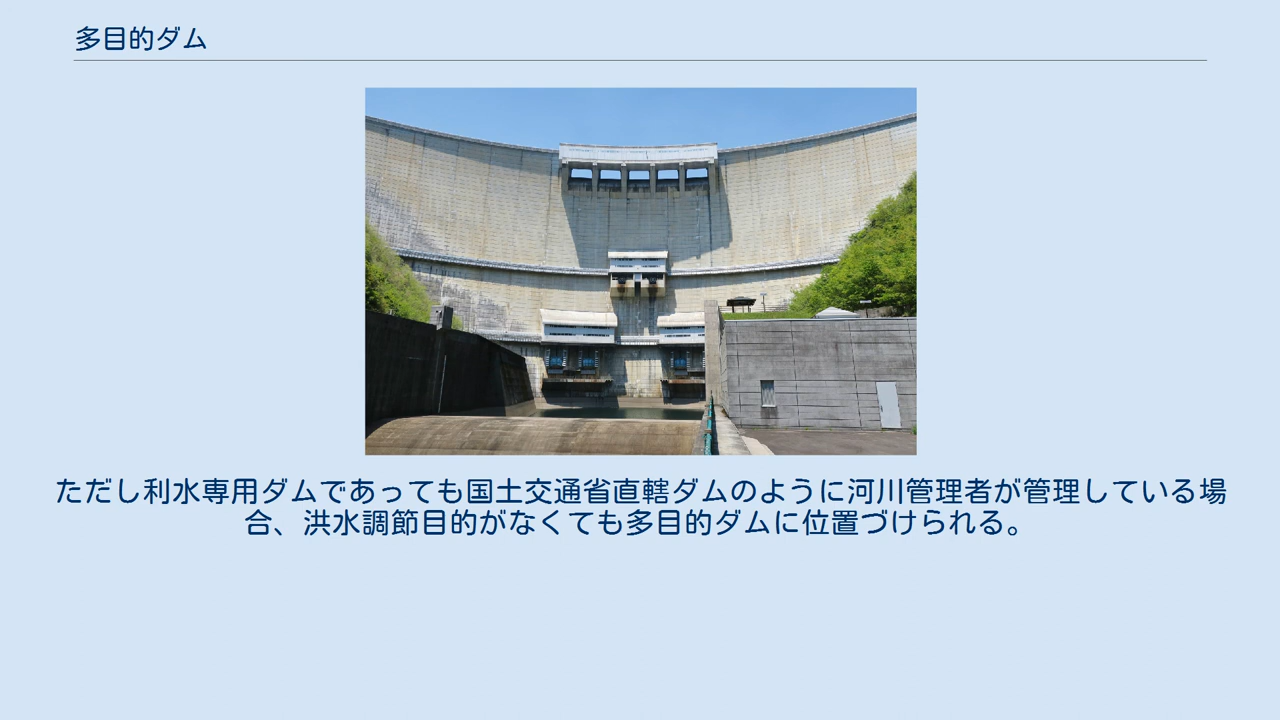 多目的ダム
ただし利水専用ダムであっても国土交通省直轄ダムのように河川管理者が管理している場
合、洪水調節目的がなくても多目的ダムに位置づけられる。